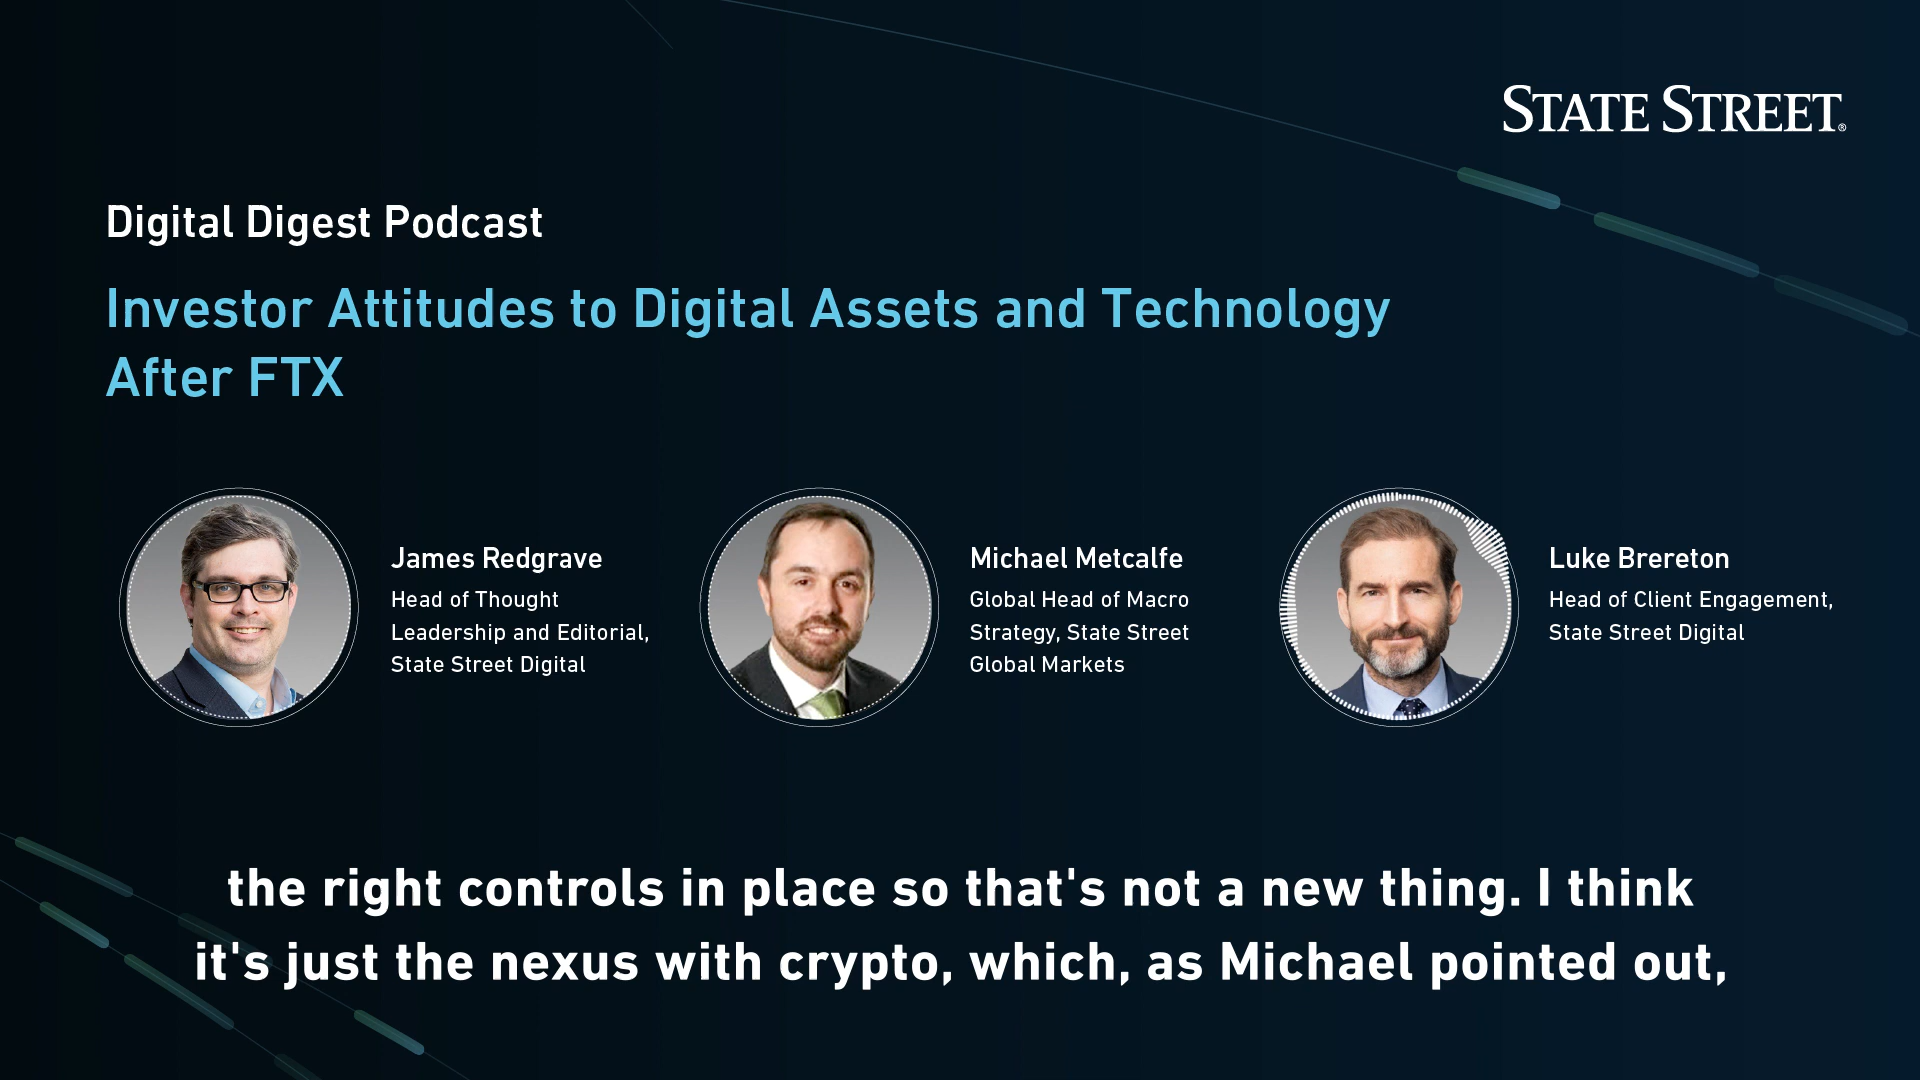 STATE STREET®
Digital Digest Podcast
Investor Attitudes to Digital Assets and Technology
After FTX
James Redgrave
Head of Thought
Leadership and Editorial,
State Street Digital
Michael Metcalfe
Global Head of Macro
Strategy, State Street
Global Markets
Luke Brereton
Head of Client Engagement,
State Street Digital
the right controls in place so that's not a new thing. I think
it's just the nexus with crypto, which, as Michael pointed out,